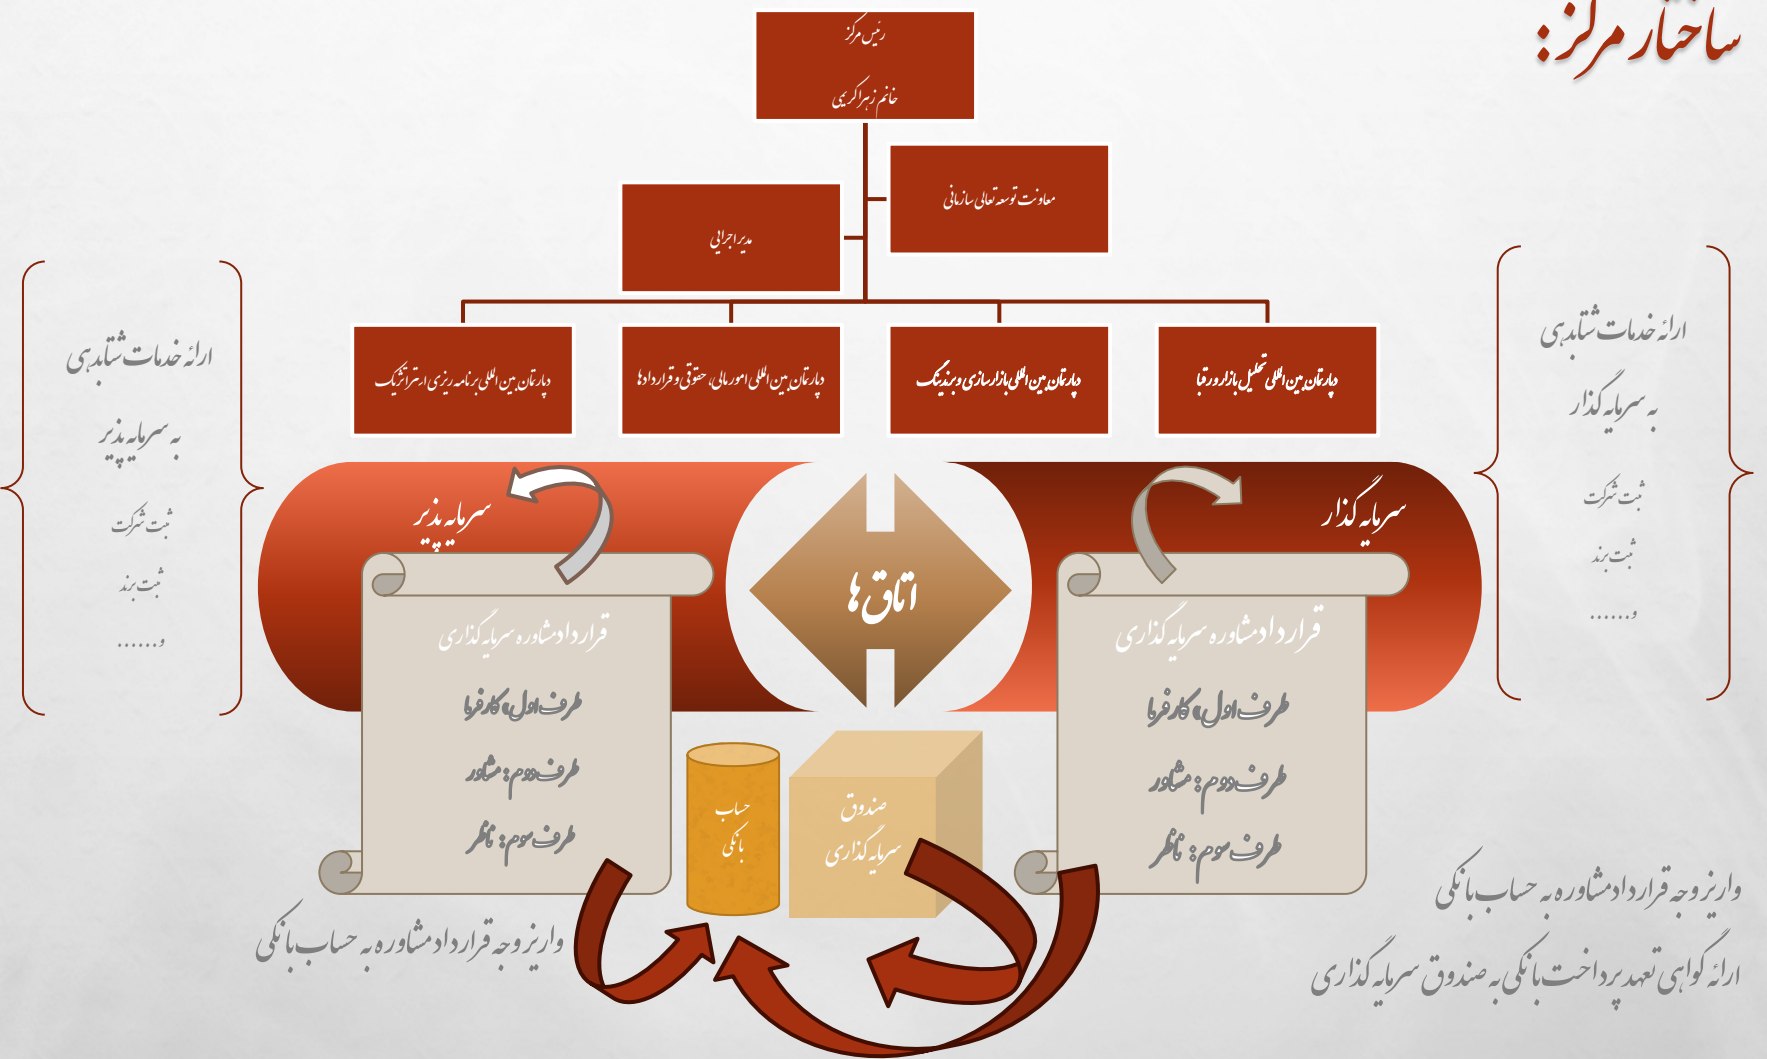 ساختار مرکز:
رئیس مرکز
خانم زهرا کریمی
معاونت توسعه تعالی سازمانی
مدیر اجرایی
دپارتمان بین المللی تحلیل بازار و رقبا
دپارتمان بین المللی بازارسازی و برندینگ
دپارتمان بین المللی امور مالی، حقوقی و قراردادها
دپارتمان بین المللی برنامه ریزی استراتژیک
ارائه خدمات شتابدهی
به سرمایه گذار
ثبت شرکت
ثبت برند
و......
سرمایه گذار
قرارداد مشاوره سرمایه گذاری
طرف اول: کارفرما
طرف دوم: مشاور
طرف سوم: ناظر
اتاق ها
سرمایه پذیر
قرارداد مشاوره سرمایه گذاری
طرف اول: کارفرما
طرف دوم: مشاور
طرف سوم: ناظر
ارائه خدمات شتابدهی
به سرمایه پذیر
ثبت شرکت
ثبت برند
و......
صندوق
سرمایه گذاری
حساب
بانکی
واریز وجه قرارداد مشاوره به حساب بانکی
ارائه گواهی تعهد پرداخت بانکی به صندوق سرمایه گذاری
واریز وجه قرارداد مشاوره به حساب بانکی